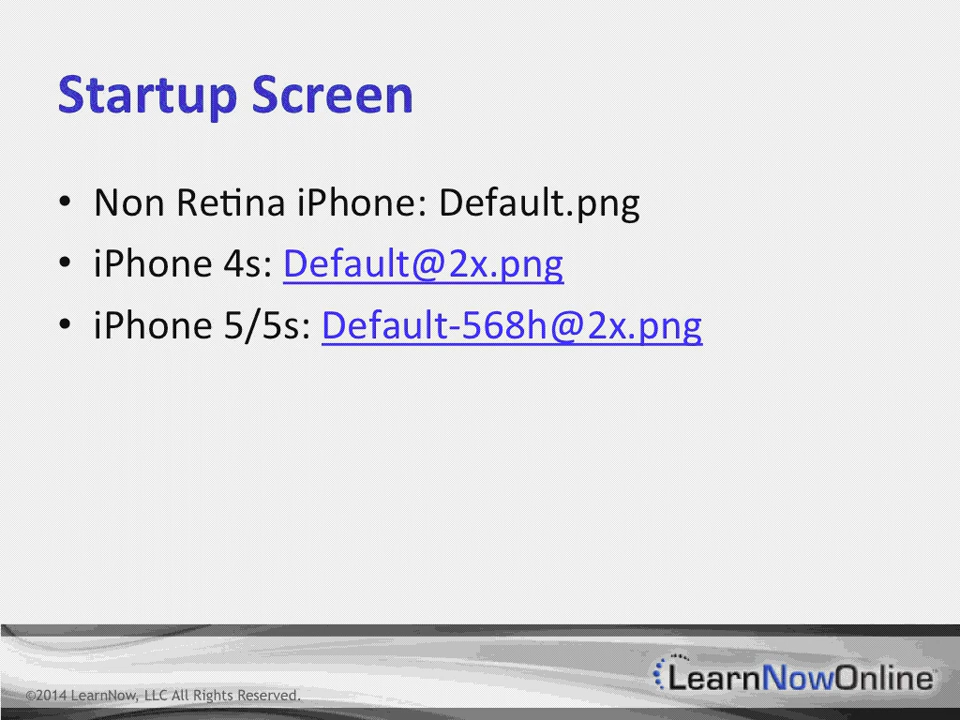 Startup Screen
• Non Retina iPhone: Default.png
• iPhone 4s: Default@2x.png
• iPhone 5/5s: Default-568h@2x.png
©2014 LearnNow, LLC All Rights Reserved.
LearnNowOnline